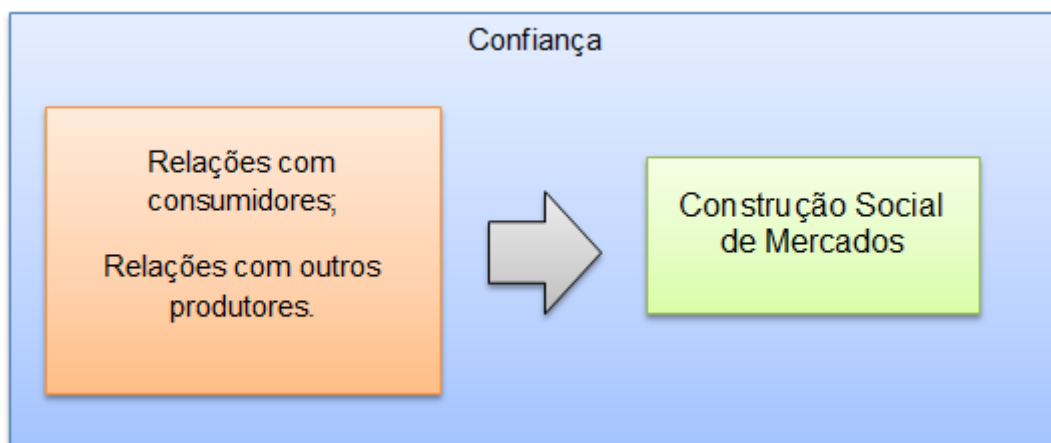 Confiança
Relações com
consumidores;
Relações com outros
produtores.
Construção Social
de Mercados